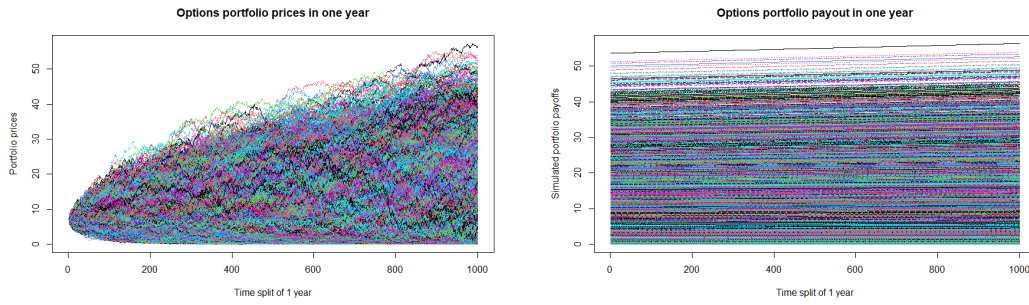 Options portfolio prices in one year
Portfolio prices
50
40
30
20
10
0
0 200 400 600 800 1000
Time split of 1 year
Options portfolio payout in one year
Simulated portfolio payoffs
50
40
30
20
10
0
0 200 400 600 800 1000
Time split of 1 year